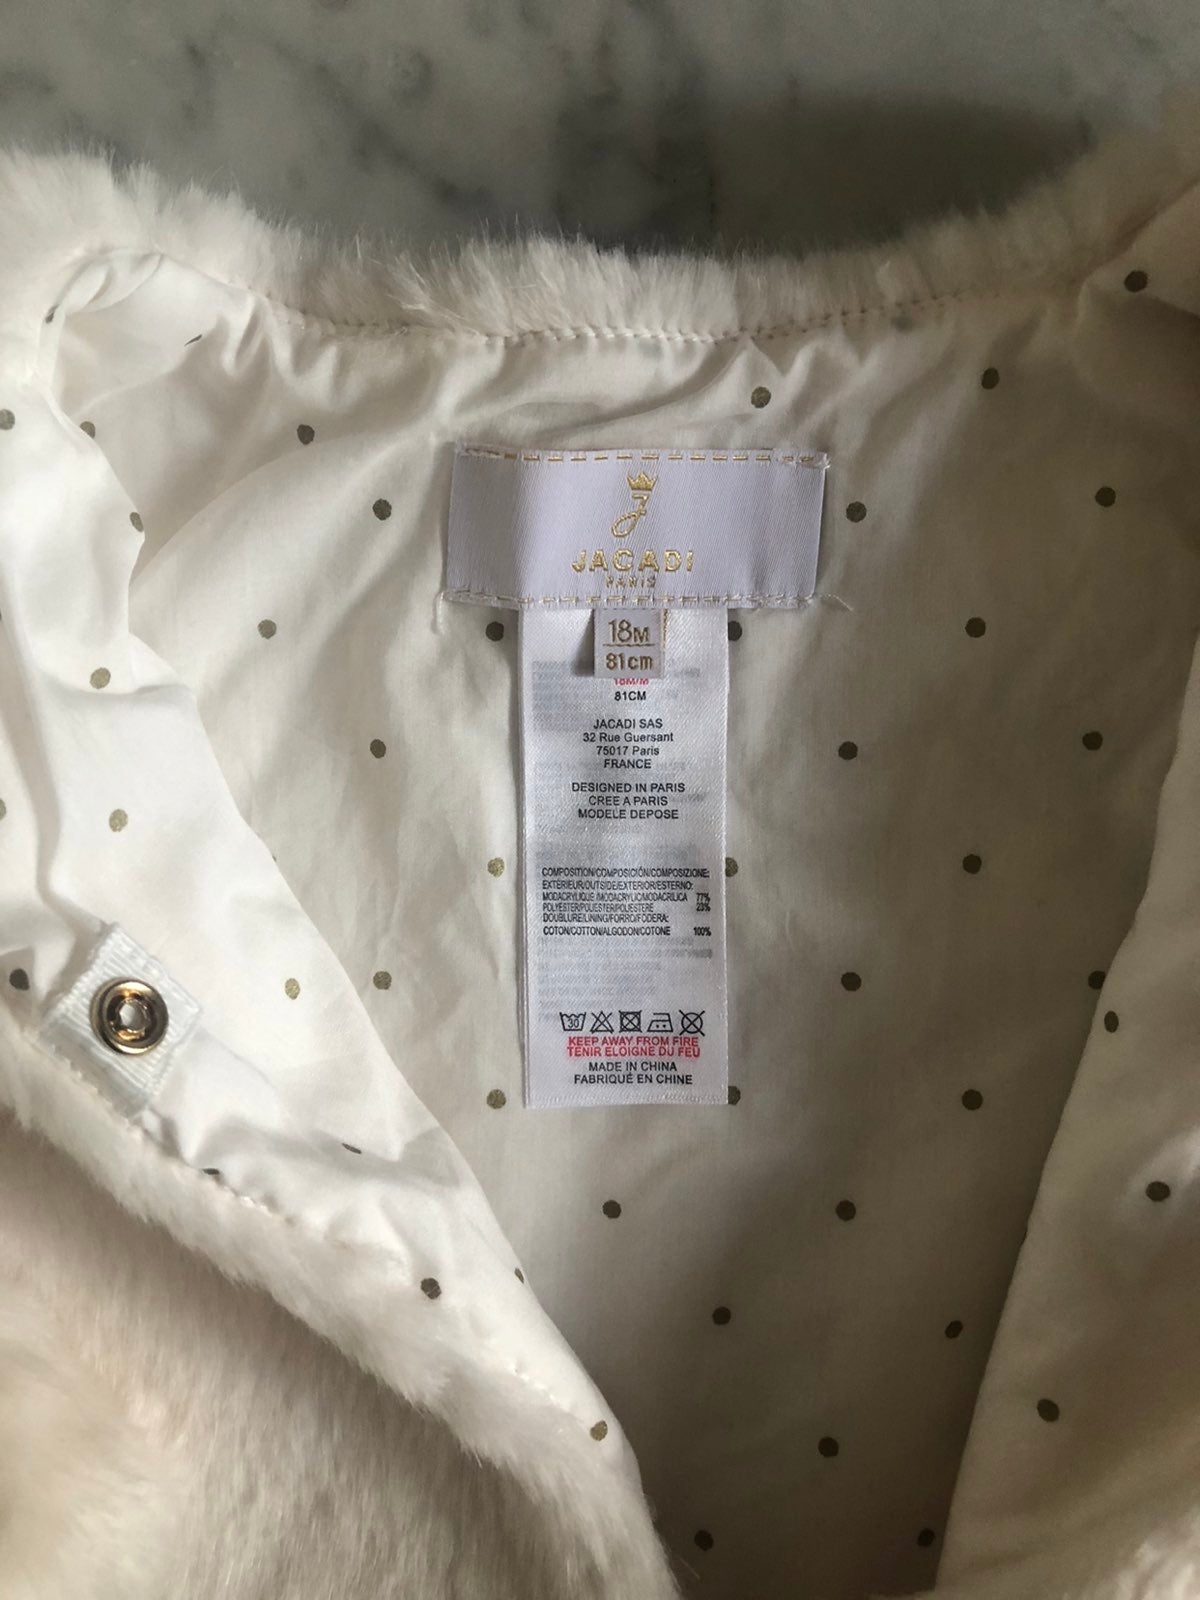 J
JACADI
PARIS
18M
81cm
18M/M
81CM
JACADI SAS
32 Rue Guersant
75017 Paris
FRANCE
DESIGNED IN PARIS
CREE A PARIS
MODELE DEPOSE
COMPOSITION/COMPOSICIÓN/COMPOSIZIONE:
EXTÉRIEUR/OUTSIDE/EXTERIOR/ESTERNO:
MODACRYLIQUE/MODACRYLIC/MODACRILICA 77%
POLYESTER/POLIESTER/POLIESTERE 23%
DOUBLURE/LINING/FORRO/FODERA:
COTON/COTTON/ALGODON/COTONE 100%
30
KEEP AWAY FROM FIRE
TENIR ELOIGNE DU FEU
MADE IN CHINA
FABRIQUÉ EN CHINE